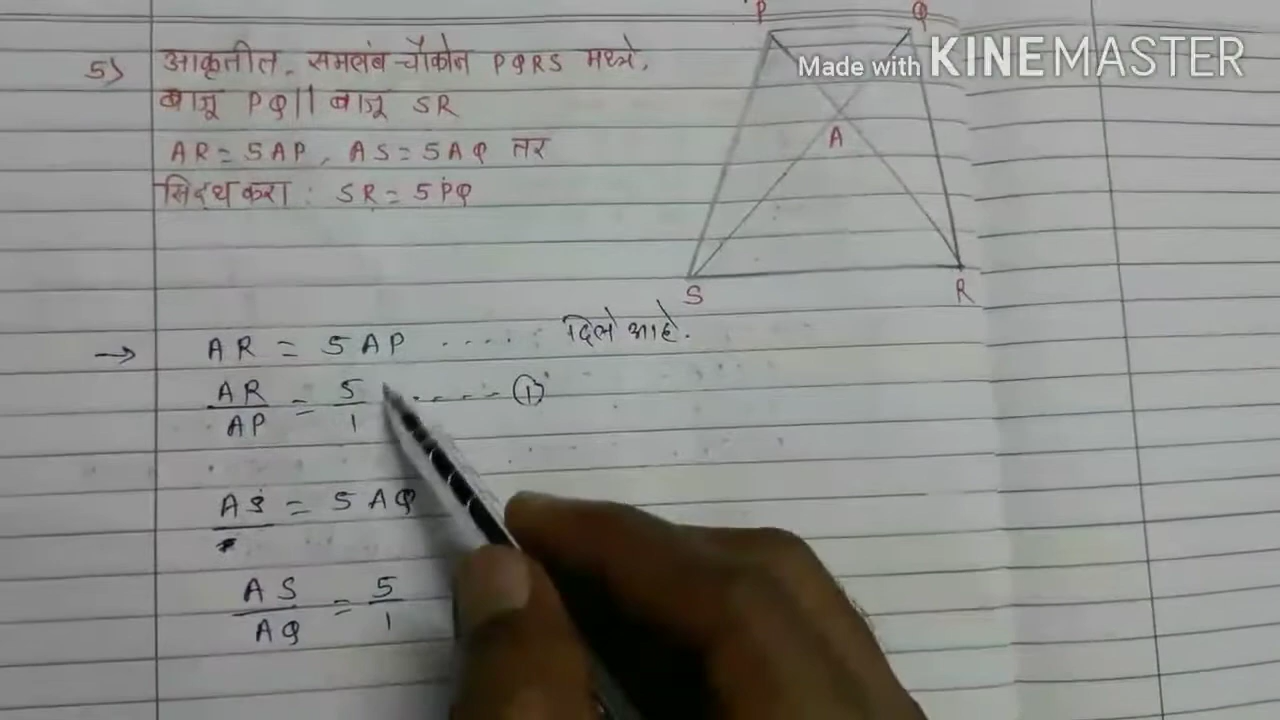 P Q
Made with KINEMASTER
5) आकृतीत, समलंब चौकोन PQRS मध्ये,
बाजू PQ || बाजू SR
A
AR = 5AP, AS = 5AQ तर
सिद्ध करा : SR = 5PQ
S R
→ AR = 5AP .... दिले आहे.
AR/AP = 5/1 ...... ①
AS = 5AQ
AS/AQ = 5/1